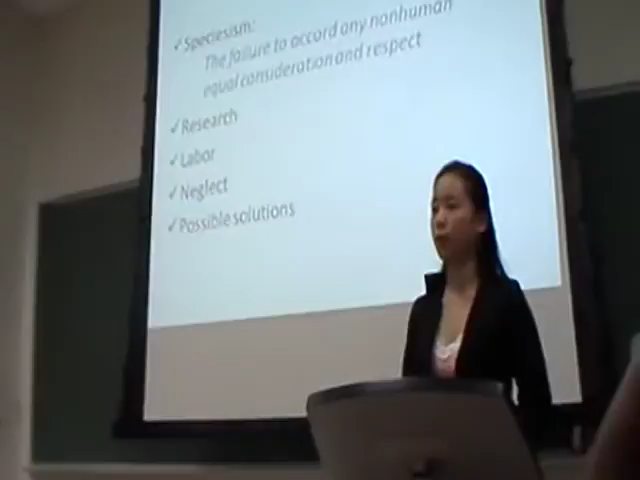 ✓Speciesism:
The failure to accord any nonhuman
equal consideration and respect
✓Research
✓Labor
✓Neglect
✓Possible solutions